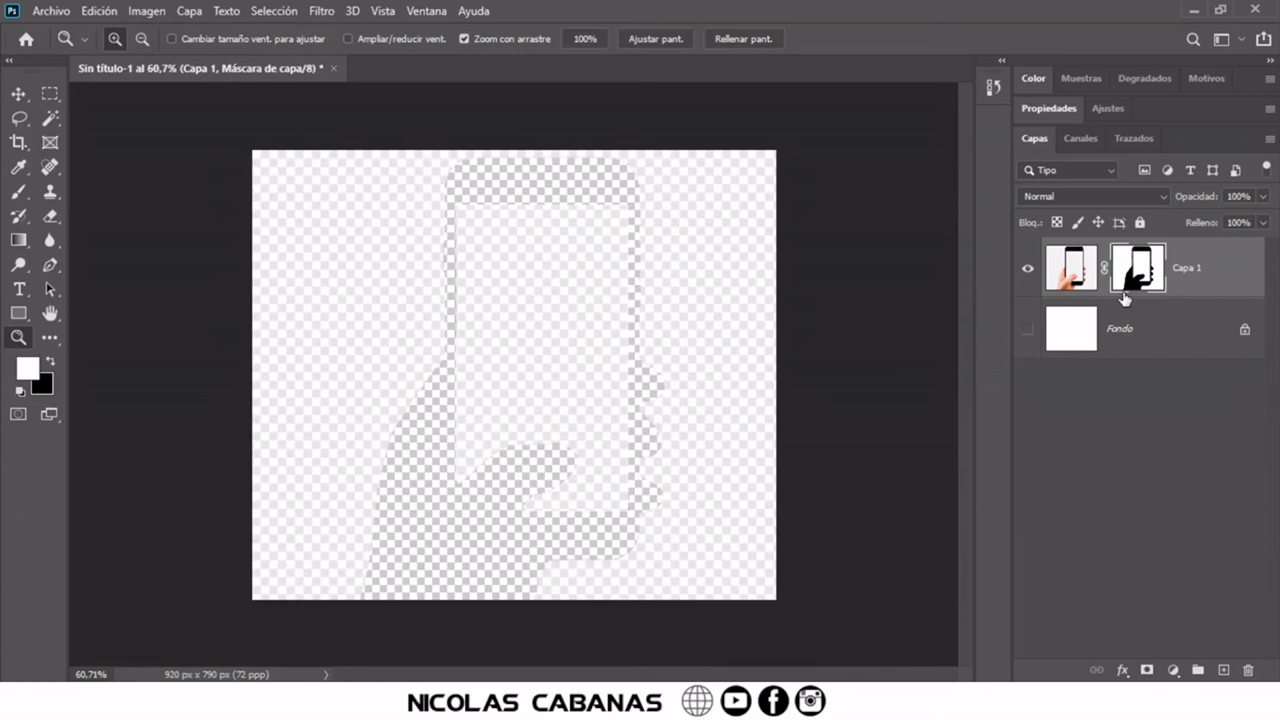 Ps Archivo Edición Imagen Capa Texto Selección Filtro 3D Vista Ventana Ayuda
Cambiar tamaño vent. para ajustar Ampliar/reducir vent. Zoom con arrastre 100% Ajustar pant. Rellenar pant.
Sin título-1 al 60,7% (Capa 1, Máscara de capa/8) * ×
Color Muestras Degradados Motivos
Propiedades Ajustes
Capas Canales Trazados
Tipo
Normal Opacidad: 100%
Bloq.: Relleno: 100%
Capa 1
Fondo
fx
60,71% 920 px x 790 px (72 ppp)
NICOLAS CABANAS